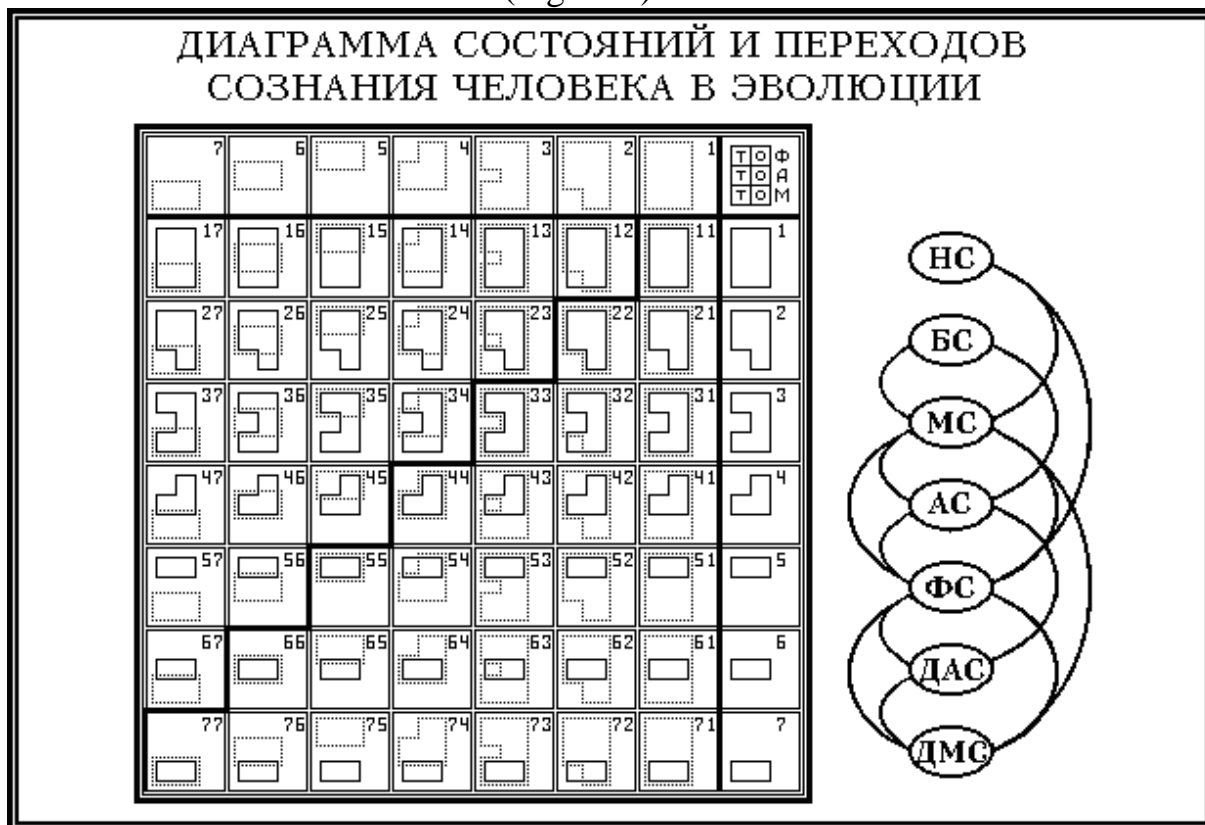 ДИАГРАММА СОСТОЯНИЙ И ПЕРЕХОДОВ
СОЗНАНИЯ ЧЕЛОВЕКА В ЭВОЛЮЦИИ
7 6 5 4 3 2 1 Т О Ф
Т О А
Т О М
17 16 15 14 13 12 11 1
27 26 25 24 23 22 21 2
37 36 35 34 33 32 31 3
47 46 45 44 43 42 41 4
57 56 55 54 53 52 51 5
67 66 65 64 63 62 61 6
77 76 75 74 73 72 71 7
НС
БС
МС
АС
ФС
ДАС
ДМС